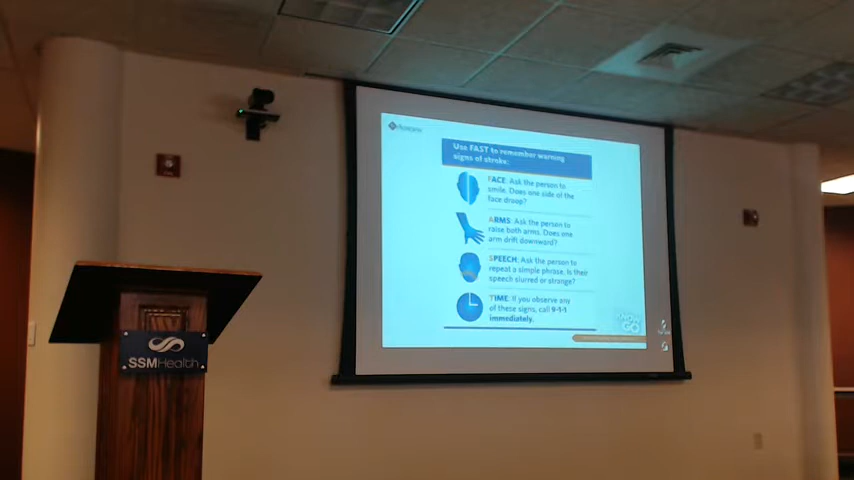 Use FAST to remember warning
signs of stroke:
FACE: Ask the person to
smile. Does one side of the
face droop?
ARMS: Ask the person to
raise both arms. Does one
arm drift downward?
SPEECH: Ask the person to
repeat a simple phrase. Is their
speech slurred or strange?
TIME: If you observe any
of these signs, call 9-1-1
immediately.
SSMHealth